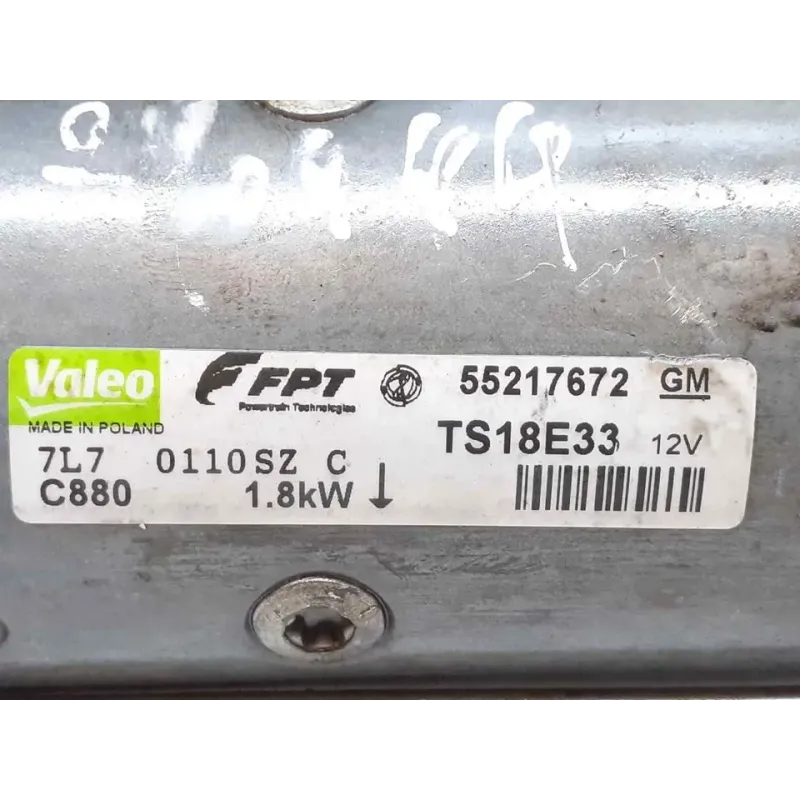 Valeo FPT 55217672 GM
Powertrain Technologies
MADE IN POLAND TS18E33 12V
7L7 0110SZ C
C880 1.8kW